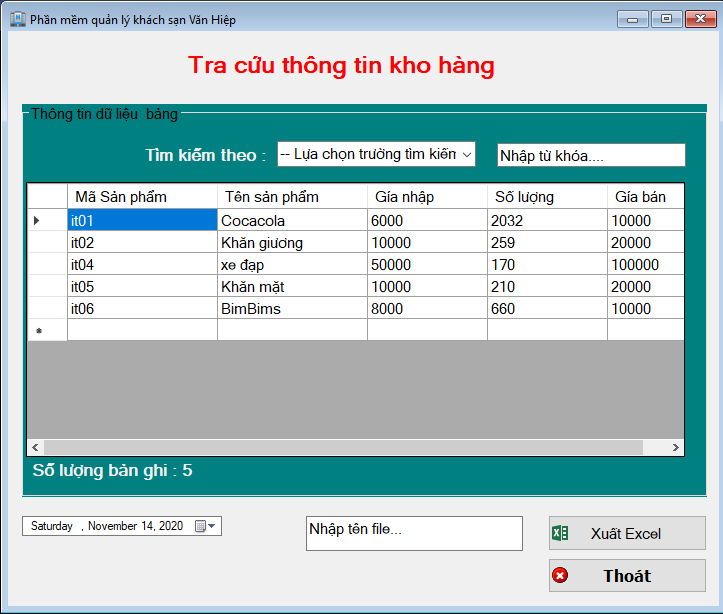 Phần mềm quản lý khách sạn Văn Hiệp
Tra cứu thông tin kho hàng
Thông tin dữ liệu bảng
Tìm kiếm theo : -- Lựa chọn trường tìm kiếm Nhập từ khóa....
Mã Sản phẩm Tên sản phẩm Gía nhập Số lượng Gía bán
it01 Cocacola 6000 2032 10000
it02 Khăn giương 10000 259 20000
it04 xe đạp 50000 170 100000
it05 Khăn mặt 10000 210 20000
it06 BimBims 8000 660 10000
Số lượng bản ghi : 5
Saturday , November 14, 2020 Nhập tên file... Xuất Excel
Thoát